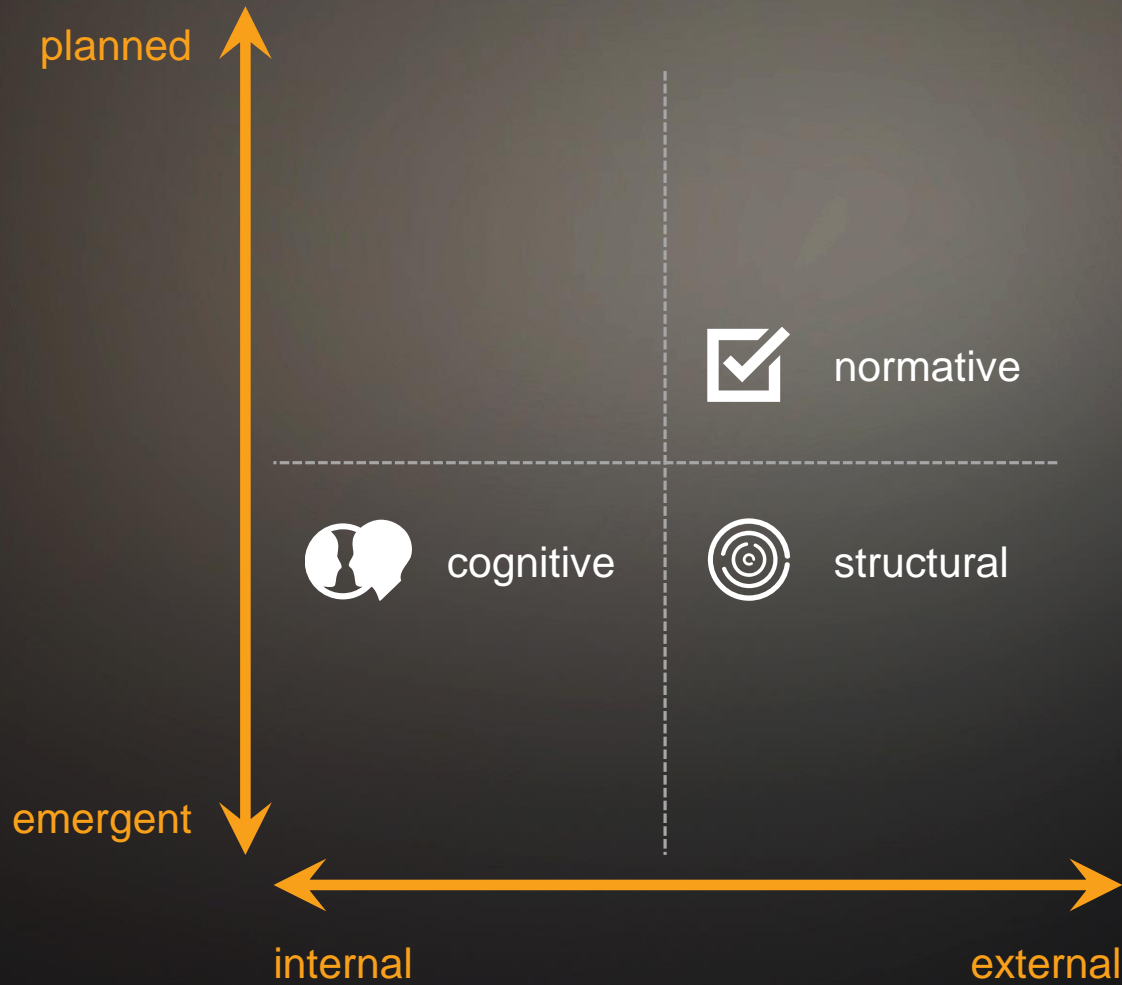 planned
normative
cognitive
structural
emergent
internal
external